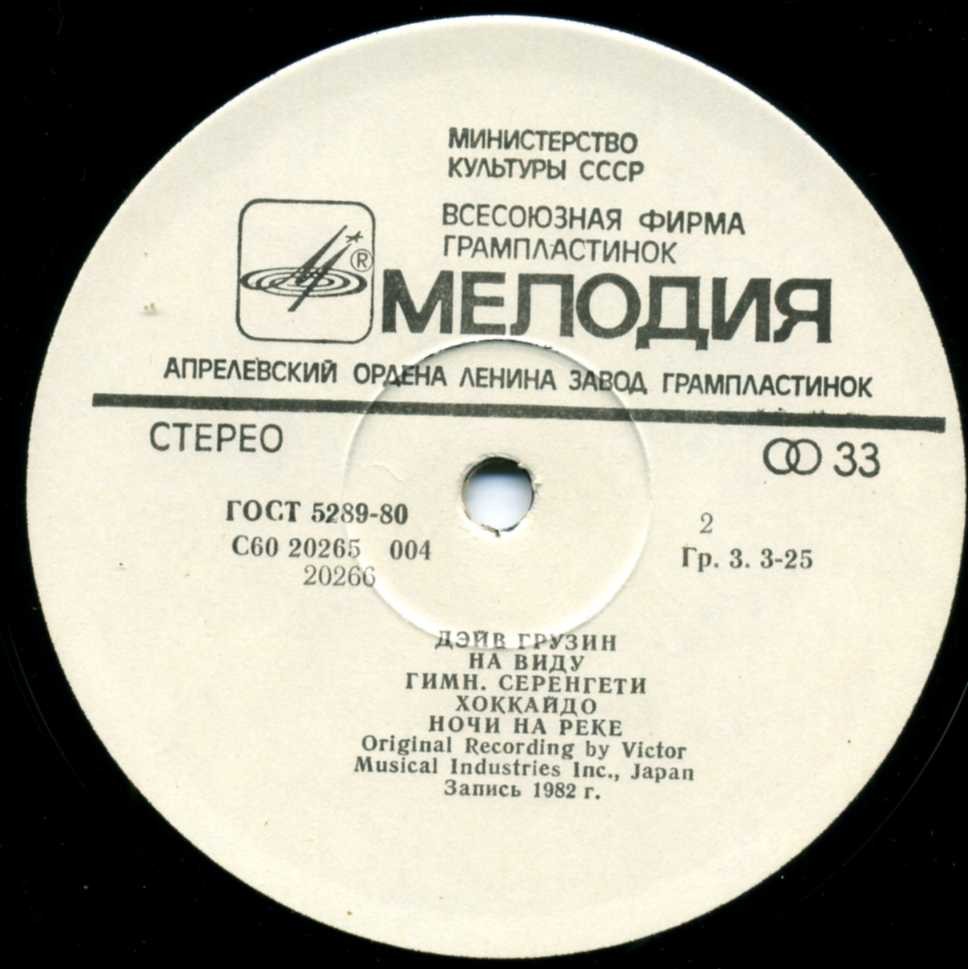 МИНИСТЕРСТВО
КУЛЬТУРЫ СССР
ВСЕСОЮЗНАЯ ФИРМА
ГРАМПЛАСТИНОК
®
МЕЛОДИЯ
АПРЕЛЕВСКИЙ ОРДЕНА ЛЕНИНА ЗАВОД ГРАМПЛАСТИНОК
СТЕРЕО
33
ГОСТ 5289-80
С60 20265 004
20266
2
Гр. 3. 3-25
ДЭЙВ ГРУЗИН
НА ВИДУ
ГИМН. СЕРЕНГЕТИ
ХОККАЙДО
НОЧИ НА РЕКЕ
Original Recording by Victor
Musical Industries Inc., Japan
Запись 1982 г.